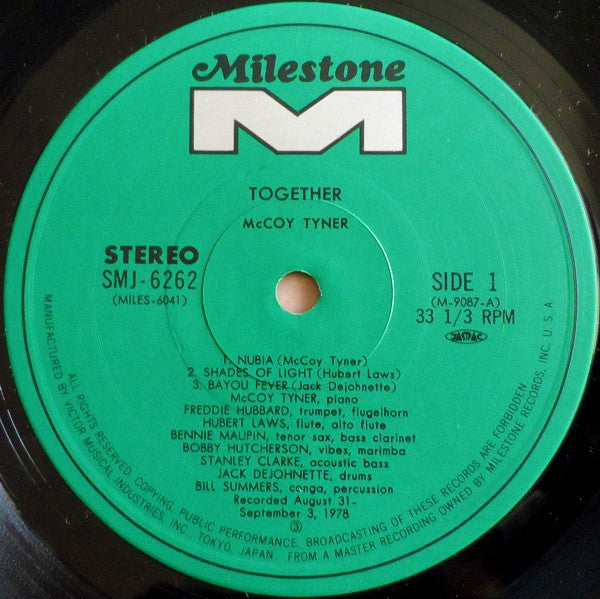 Milestone
M
TOGETHER
McCOY TYNER
STEREO
SMJ-6262
(MILES-6041)
SIDE 1
(M-9087-A)
33 1/3 RPM
JASRAC
1. NUBIA (McCoy Tyner)
2. SHADES OF LIGHT (Hubert Laws)
3. BAYOU FEVER (Jack Dejohnette)
McCOY TYNER, piano
FREDDIE HUBBARD, trumpet, flugelhorn
HUBERT LAWS, flute, alto flute
BENNIE MAUPIN, tenor sax, bass clarinet
BOBBY HUTCHERSON, vibes, marimba
STANLEY CLARKE, acoustic bass
JACK DEJOHNETTE, drums
BILL SUMMERS, conga, percussion
Recorded August 31-
September 3, 1978
③
ALL RIGHTS RESERVED. COPYING, PUBLIC PERFORMANCE, BROADCASTING OF THESE RECORDS ARE FORBIDDEN
MANUFACTURED BY VICTOR MUSICAL INDUSTRIES, INC., TOKYO, JAPAN. FROM A MASTER RECORDING OWNED BY MILESTONE RECORDS, INC. U.S.A.